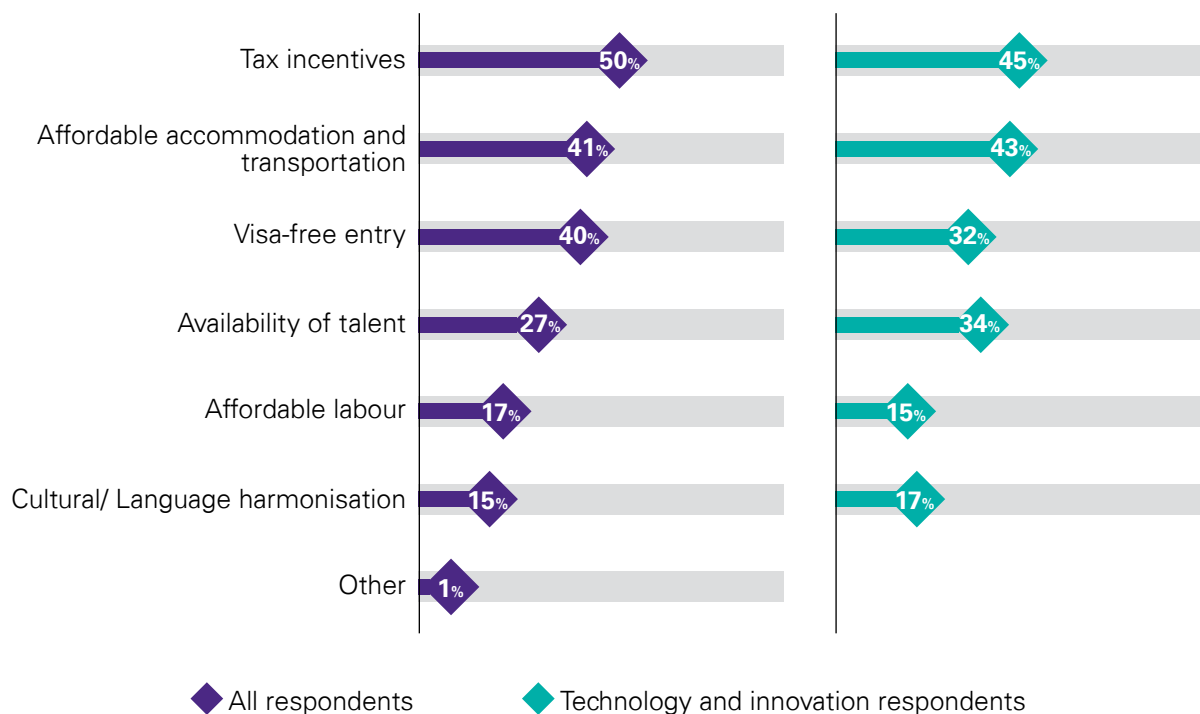 Tax incentives 50% 45%
Affordable accommodation and
transportation 41% 43%
Visa-free entry 40% 32%
Availability of talent 27% 34%
Affordable labour 17% 15%
Cultural/ Language harmonisation 15% 17%
Other 1%
All respondents Technology and innovation respondents